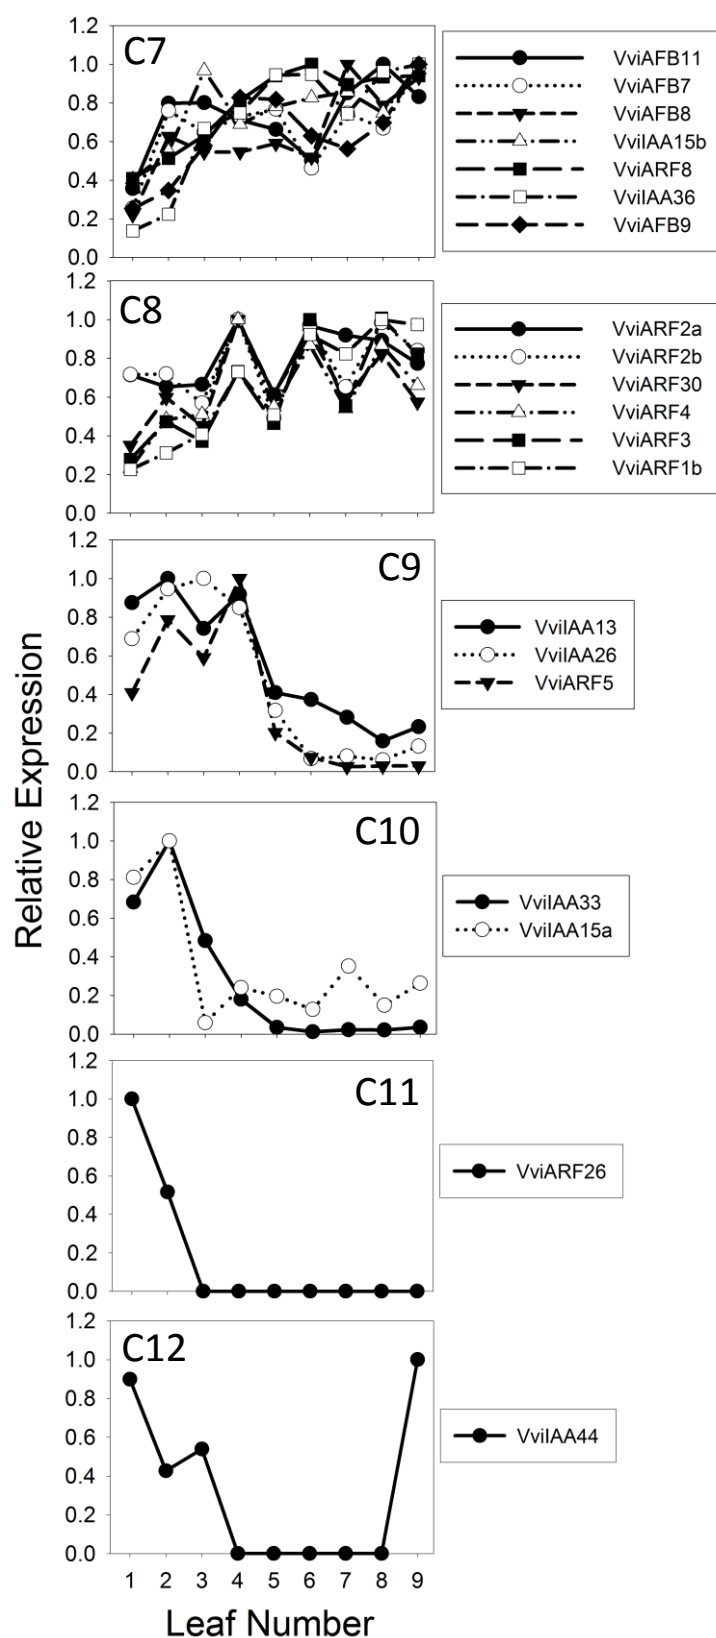 C7
1.2
1.0
0.8
0.6
0.4
0.2
0.0
VviAFB11
VviAFB7
VviAFB8
VviIAA15b
VviARF8
VviIAA36
VviAFB9
C8
1.2
1.0
0.8
0.6
0.4
0.2
0.0
VviARF2a
VviARF2b
VviARF30
VviARF4
VviARF3
VviARF1b
C9
1.2
1.0
0.8
0.6
0.4
0.2
0.0
VviIAA13
VviIAA26
VviARF5
Relative Expression
C10
1.0
0.8
0.6
0.4
0.2
0.0
VviIAA33
VviIAA15a
C11
1.2
1.0
0.8
0.6
0.4
0.2
0.0
VviARF26
C12
1.2
1.0
0.8
0.6
0.4
0.2
0.0
VviIAA44
1 2 3 4 5 6 7 8 9
Leaf Number